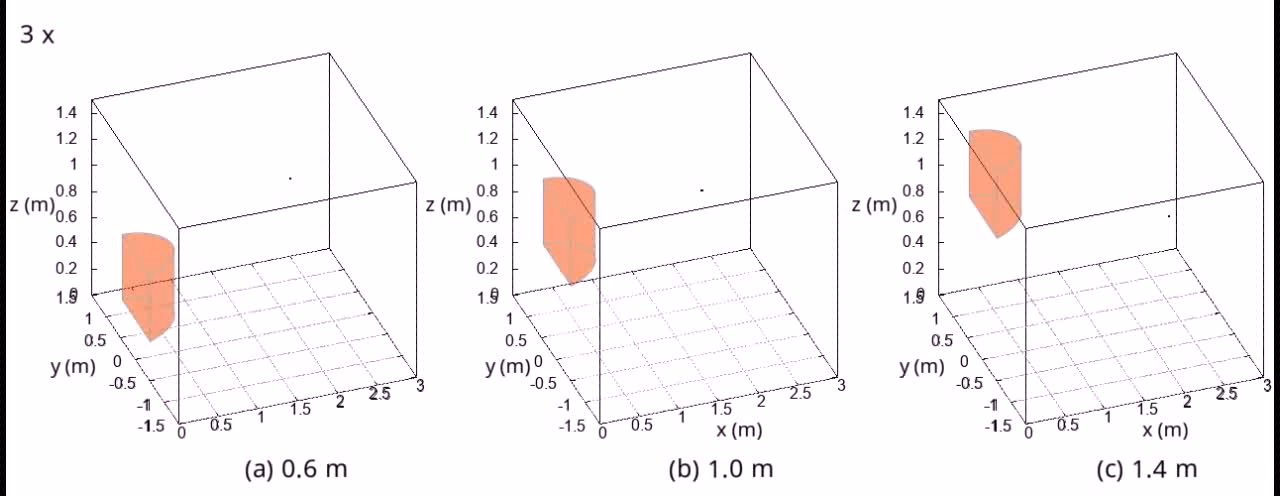 3 x
1.4 1.4 1.4
1.2 1.2 1.2
1 1 1
0.8 0.8 0.8
z (m) 0.6 z (m) 0.6 z (m) 0.6
0.4 0.4 0.4
0.2 0.2 0.2
0 0 0
1.5 1.5 1.5
1 1 1
0.5 0.5 0.5
y (m) 0 y (m) 0 y (m) 0
-0.5 -0.5 -0.5
-1 -1 -1
-1.5 -1.5 -1.5
0 0.5 1 1.5 2 2.5 3 0 0.5 1 1.5 2 2.5 3 0 0.5 1 1.5 2 2.5 3
x (m) x (m)
(a) 0.6 m (b) 1.0 m (c) 1.4 m